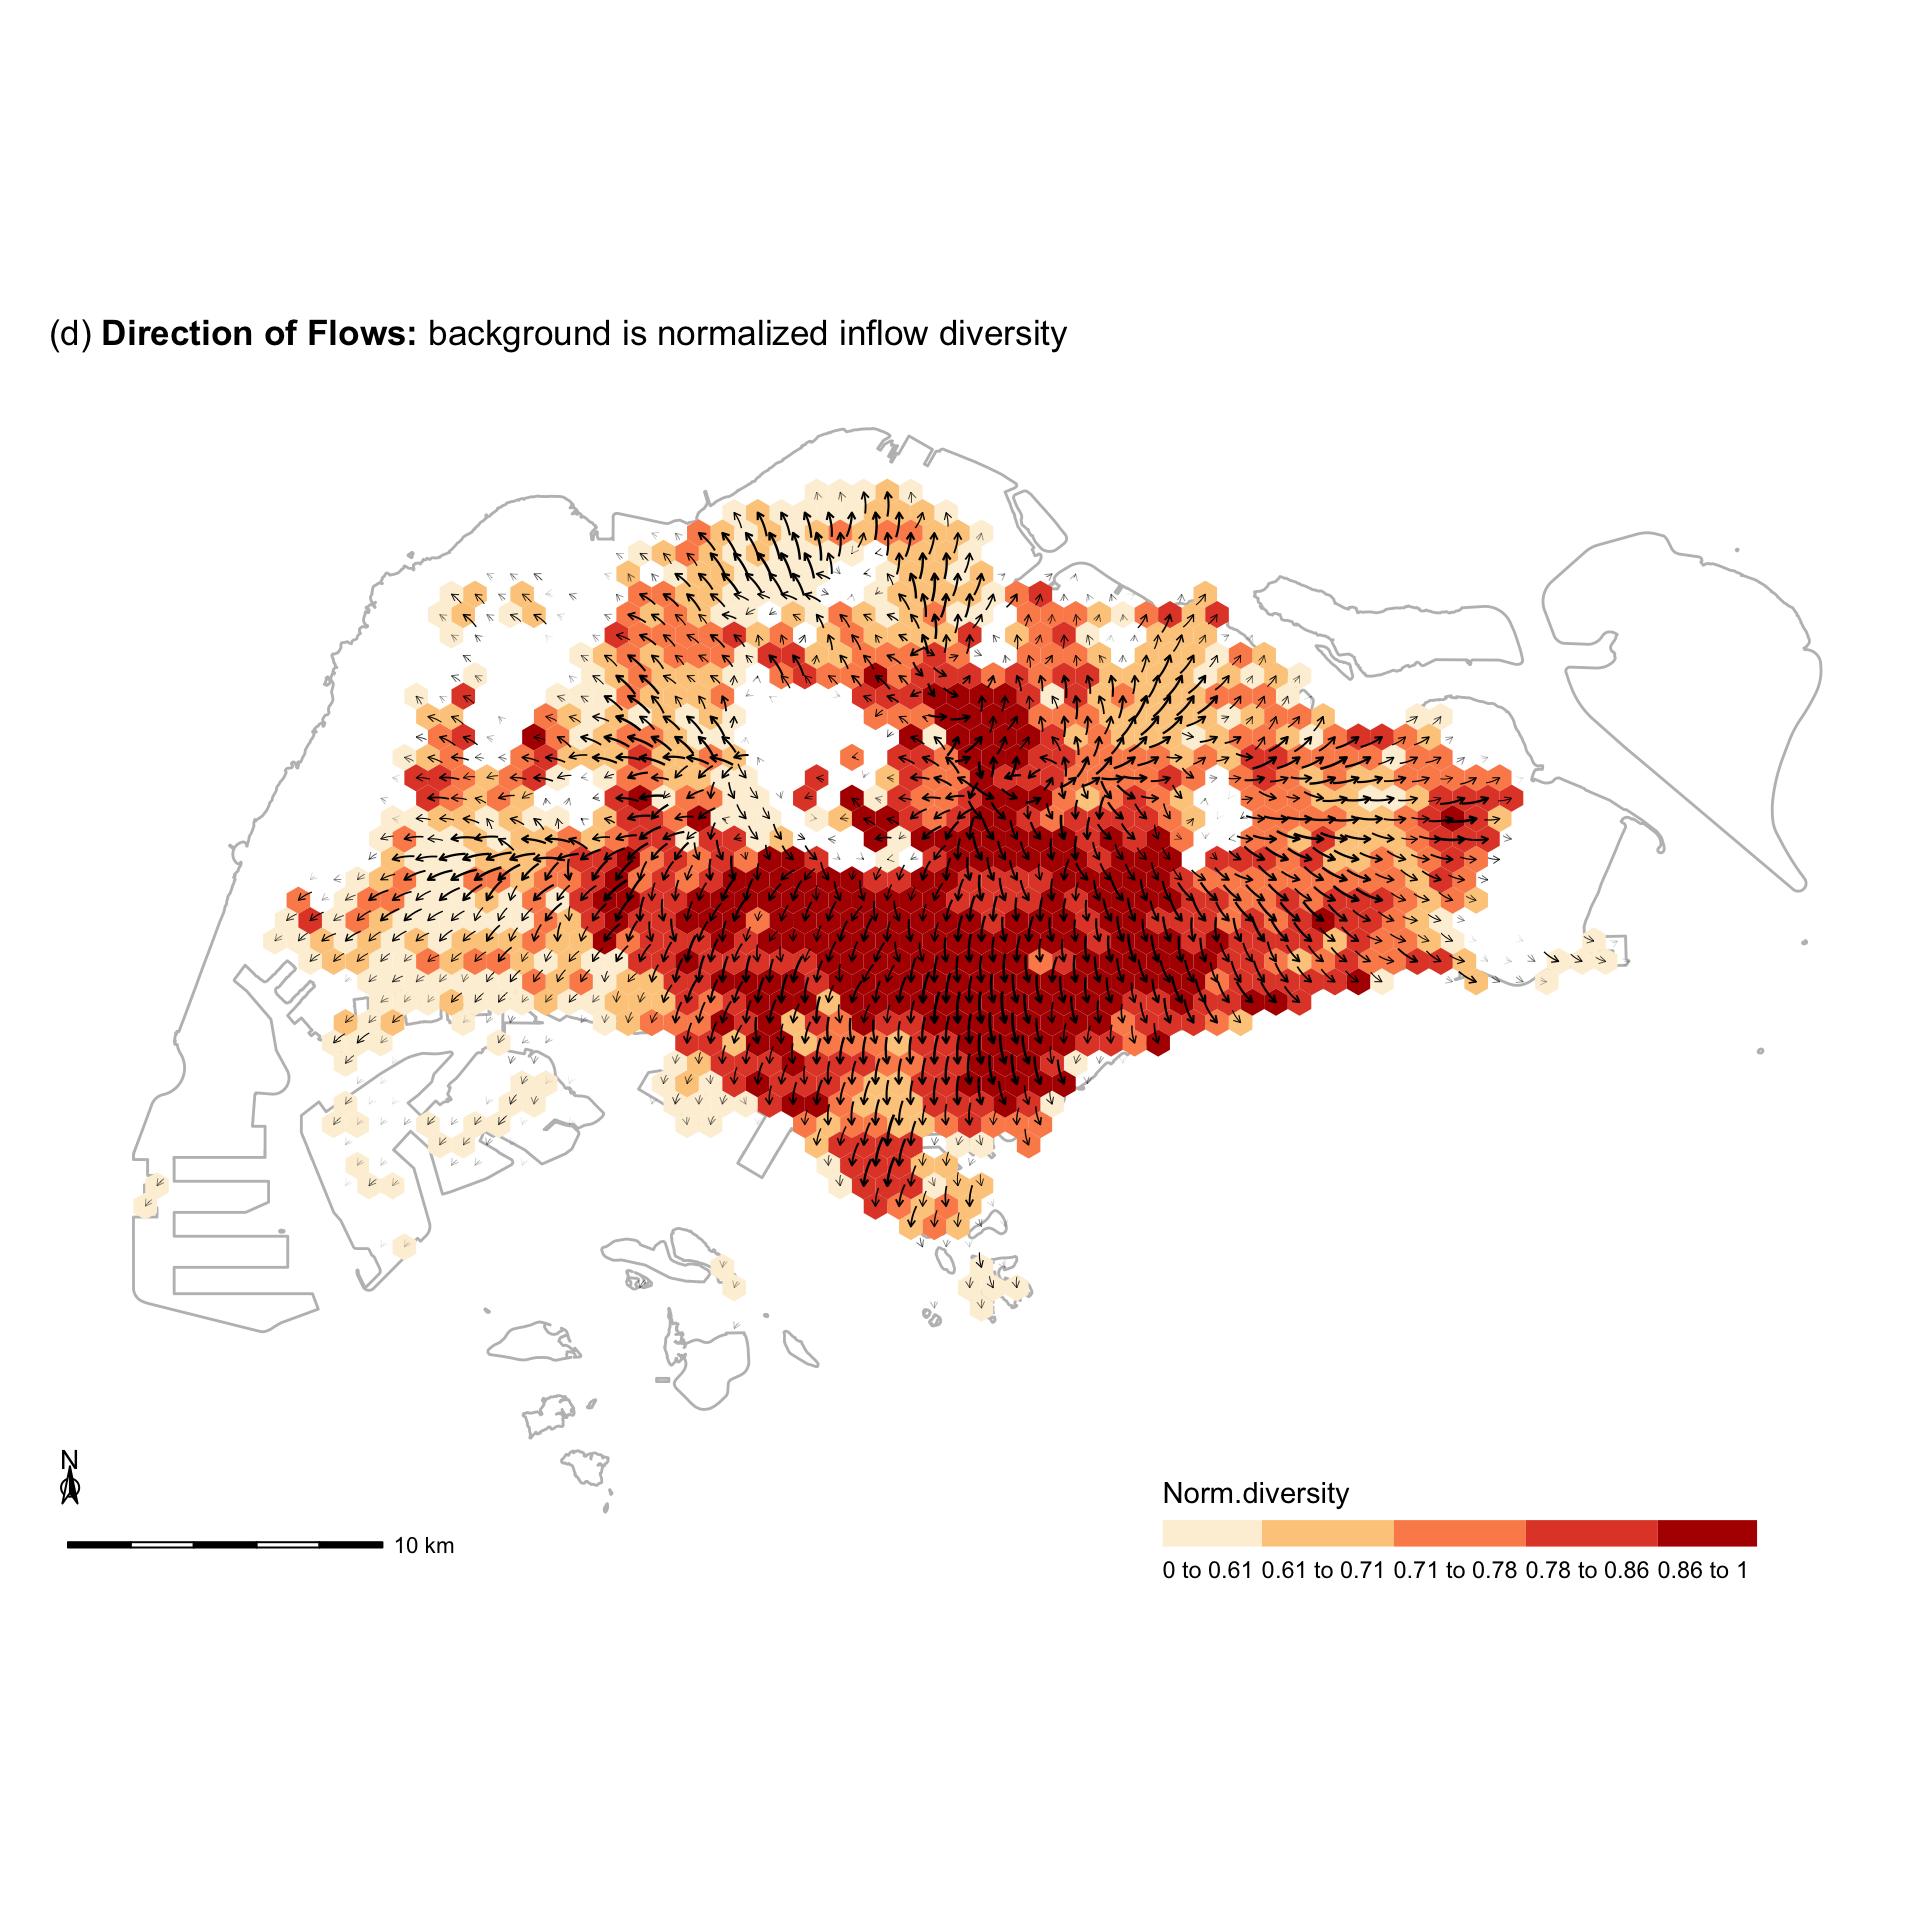 (d) Direction of Flows: background is normalized inflow diversity
N
10 km
Norm.diversity
0 to 0.61 0.61 to 0.71 0.71 to 0.78 0.78 to 0.86 0.86 to 1